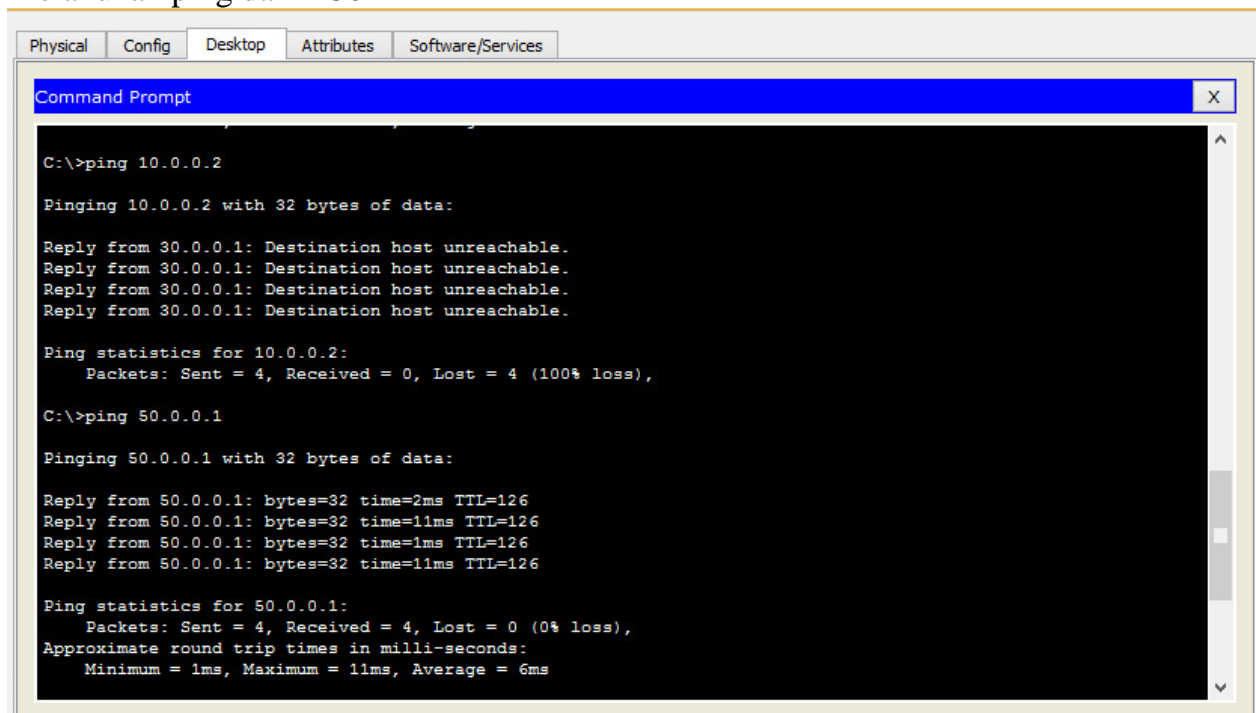 Physical Config Desktop Attributes Software/Services
Command Prompt X
C:\>ping 10.0.0.2
Pinging 10.0.0.2 with 32 bytes of data:
Reply from 30.0.0.1: Destination host unreachable.
Reply from 30.0.0.1: Destination host unreachable.
Reply from 30.0.0.1: Destination host unreachable.
Reply from 30.0.0.1: Destination host unreachable.
Ping statistics for 10.0.0.2:
Packets: Sent = 4, Received = 0, Lost = 4 (100% loss),
C:\>ping 50.0.0.1
Pinging 50.0.0.1 with 32 bytes of data:
Reply from 50.0.0.1: bytes=32 time=2ms TTL=126
Reply from 50.0.0.1: bytes=32 time=11ms TTL=126
Reply from 50.0.0.1: bytes=32 time=1ms TTL=126
Reply from 50.0.0.1: bytes=32 time=11ms TTL=126
Ping statistics for 50.0.0.1:
Packets: Sent = 4, Received = 4, Lost = 0 (0% loss),
Approximate round trip times in milli-seconds:
Minimum = 1ms, Maximum = 11ms, Average = 6ms